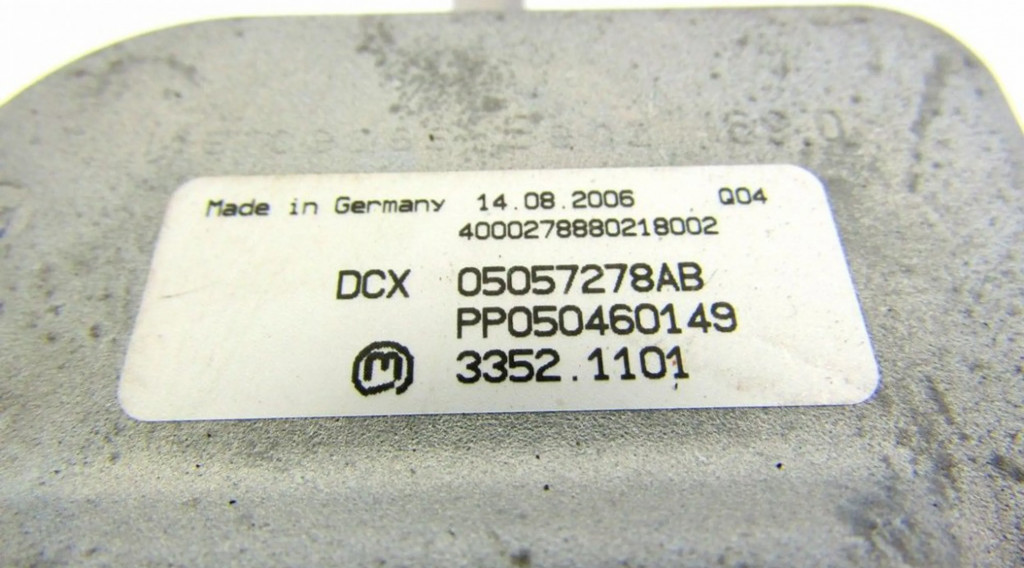 Made in Germany 14.08.2006 Q04
4000278880218002
DCX 05057278AB
PP050460149
M 3352.1101